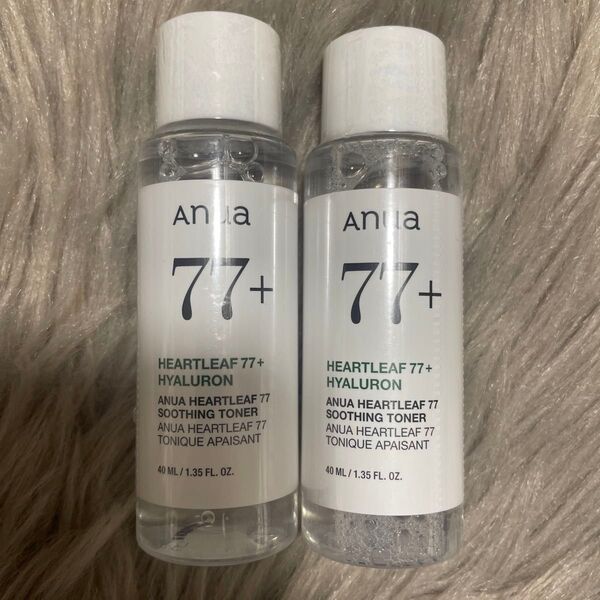 Anua
77+
HEARTLEAF 77+
HYALURON
ANUA HEARTLEAF 77
SOOTHING TONER
ANUA HEARTLEAF 77
TONIQUE APAISANT
40 ML / 1.35 FL. OZ.
Anua
77+
HEARTLEAF 77+
HYALURON
ANUA HEARTLEAF 77
SOOTHING TONER
ANUA HEARTLEAF 77
TONIQUE APAISANT
40 ML / 1.35 FL. OZ.